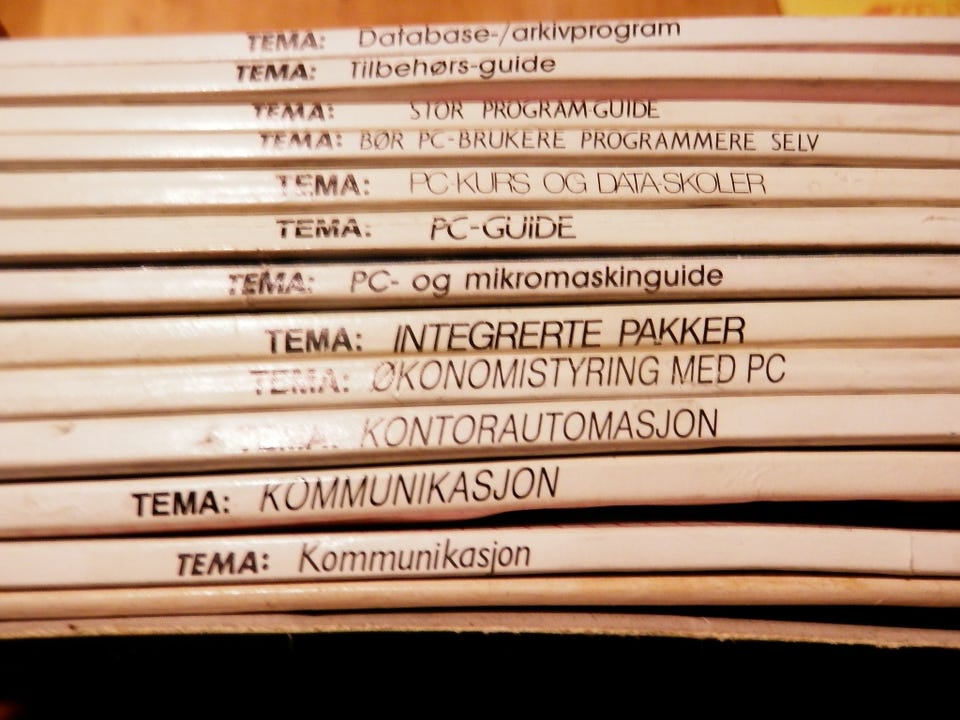 TEMA: Database-/arkivprogram
TEMA: Tilbehørs-guide
TEMA: STOR PROGRAM-GUIDE
TEMA: BØR PC-BRUKERE PROGRAMMERE SELV
TEMA: PC-KURS OG DATA-SKOLER
TEMA: PC-GUIDE
TEMA: PC- og mikromaskinguide
TEMA: INTEGRERTE PAKKER
TEMA: ØKONOMISTYRING MED PC
TEMA: KONTORAUTOMASJON
TEMA: KOMMUNIKASJON
TEMA: Kommunikasjon